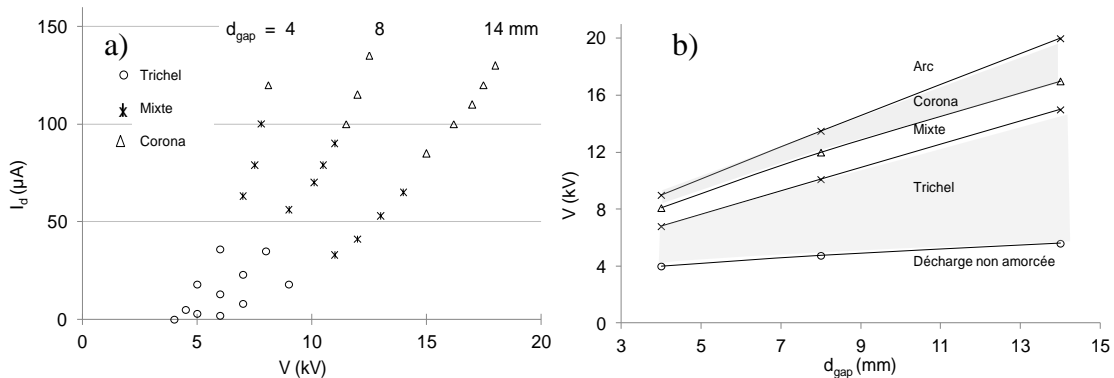 a)
d_gap = 4 8 14 mm
Trichel
Mixte
Corona
I_d (µA)
150
100
50
0
0 5 10 15 20
V (kV)
b)
V (kV)
20
16
12
8
4
0
Arc
Corona
Mixte
Trichel
Décharge non amorcée
3 5 7 9 11 13 15
d_gap (mm)